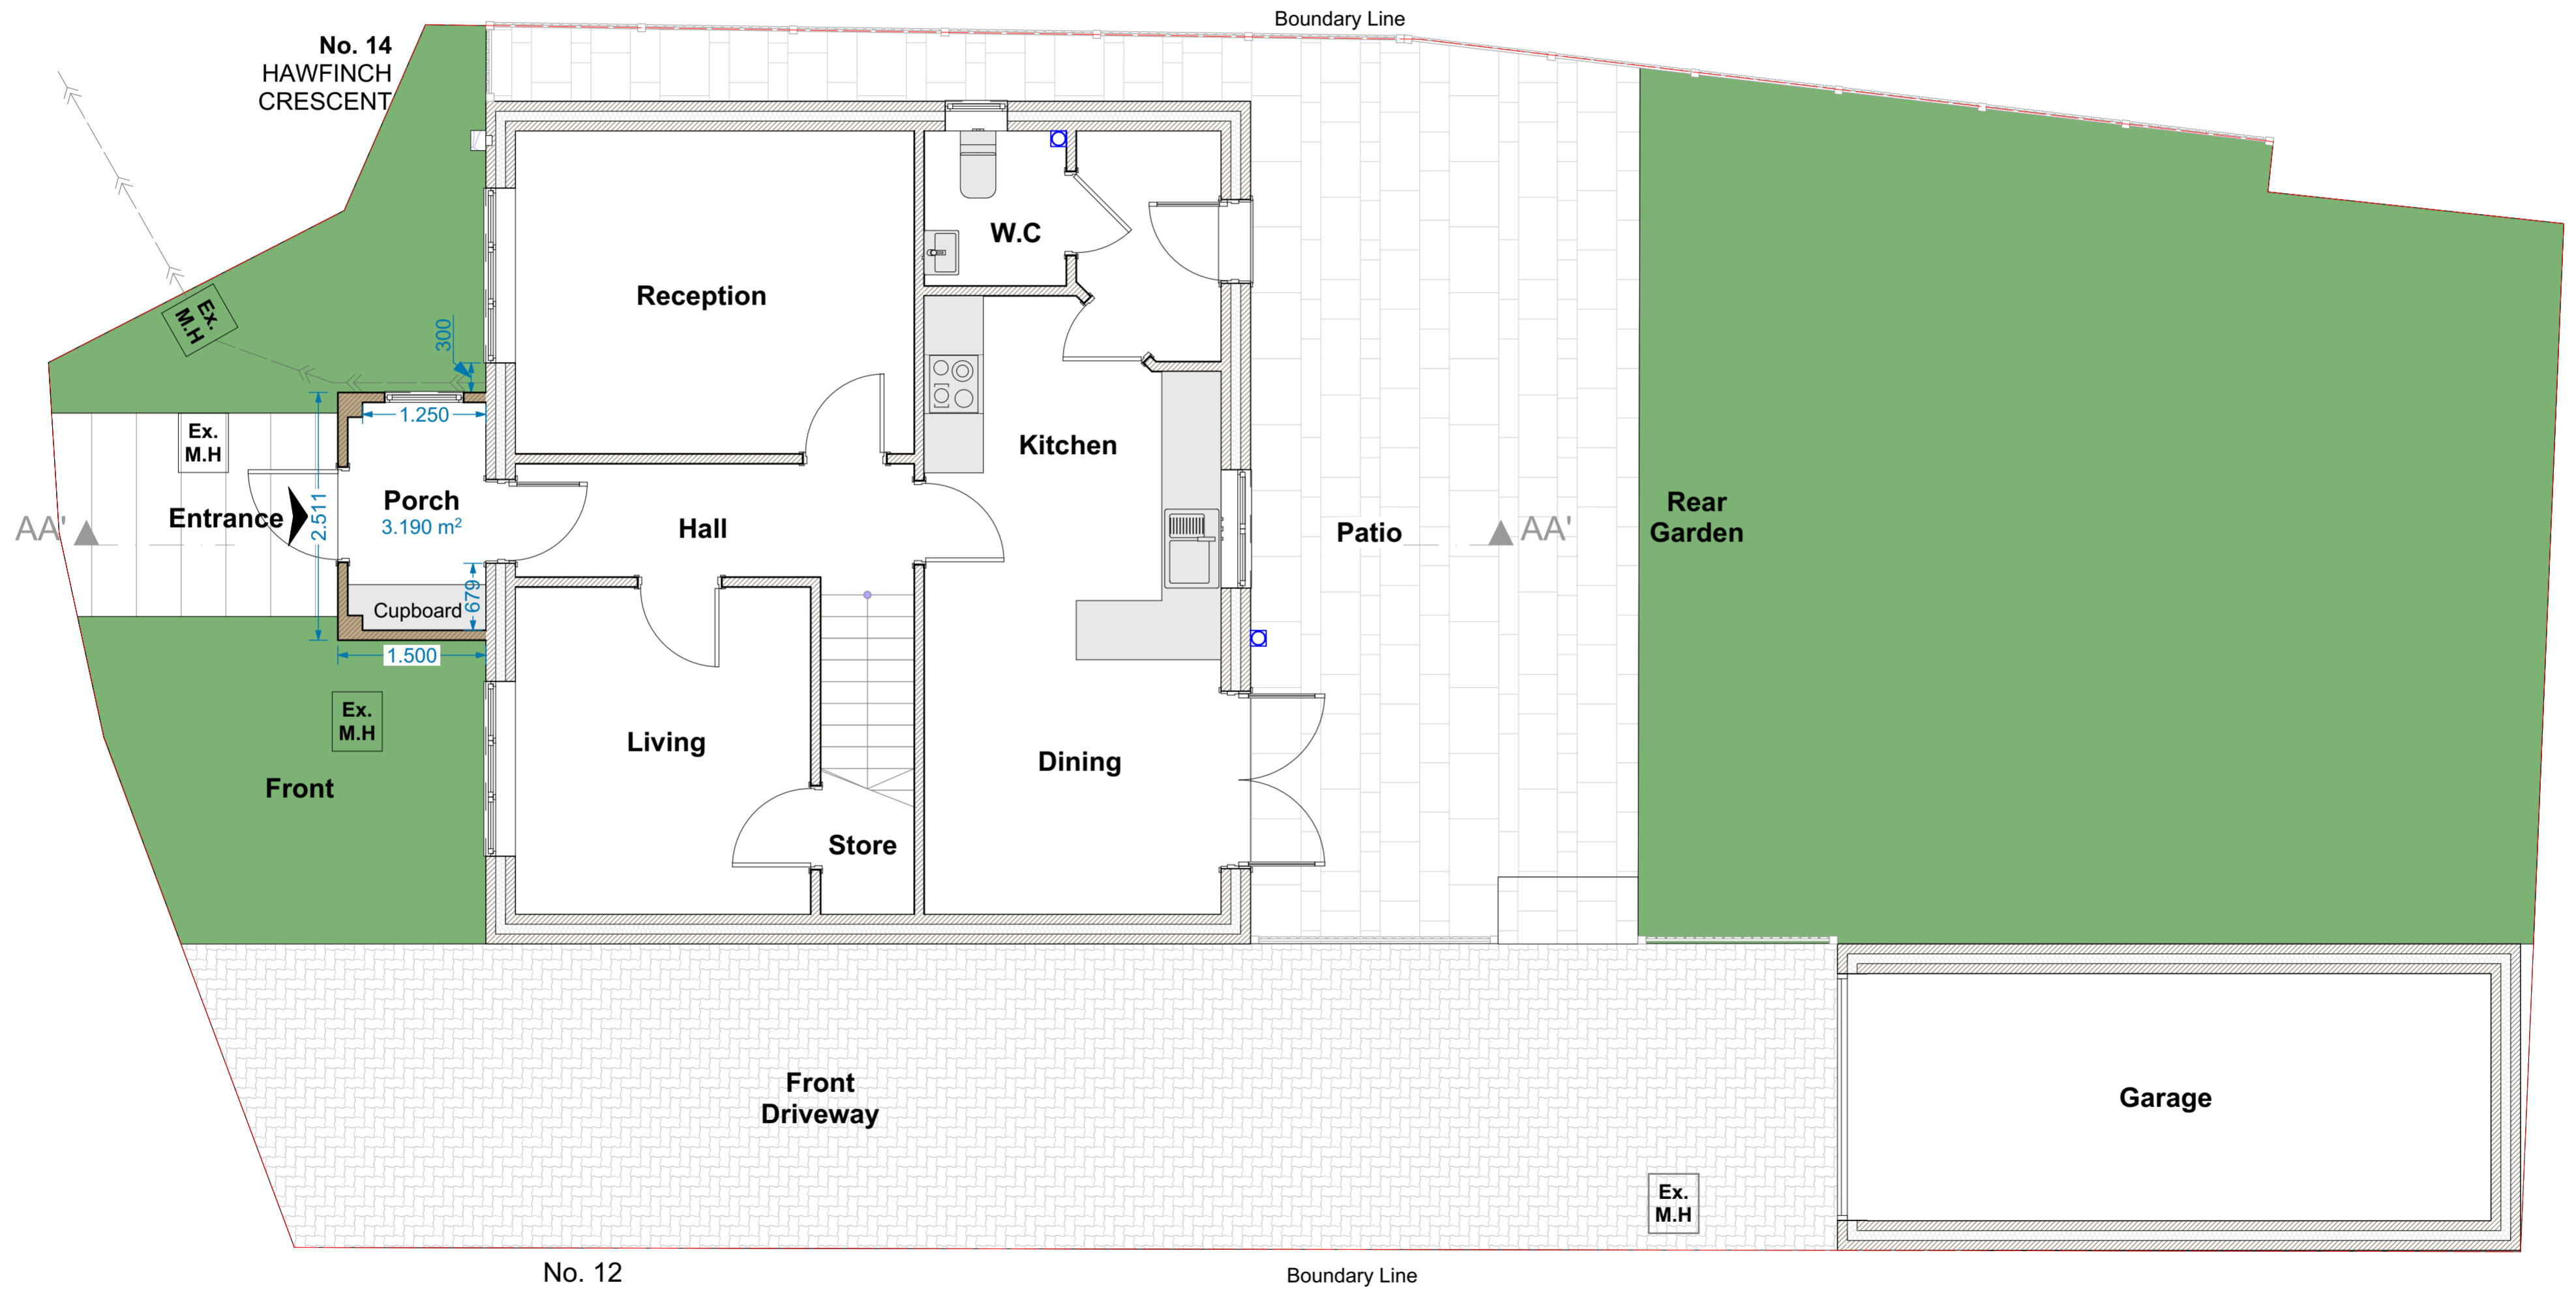 Boundary Line
No. 14
HAWFINCH
CRESCENT
W.C
Reception
Ex.
M.H
300
1.250
Ex.
M.H
Kitchen
Porch
3.190 m²
Entrance
2.511
AA'
Hall
Patio
AA'
Rear
Garden
679
Cupboard
1.500
Ex.
M.H
Living
Dining
Front
Store
Front
Driveway
Garage
Ex.
M.H
No. 12
Boundary Line